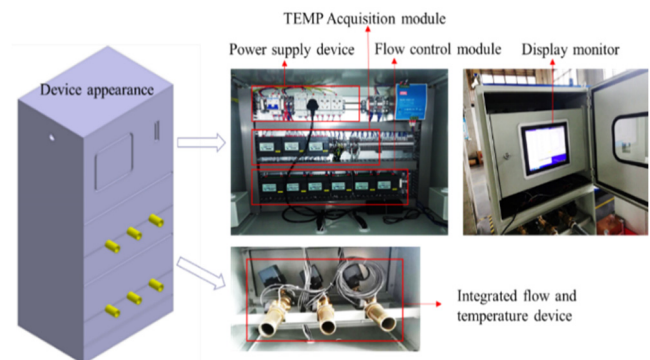 TEMP Acquisition module
Power supply device
Flow control module
Display monitor
Device appearance
Integrated flow and
temperature device